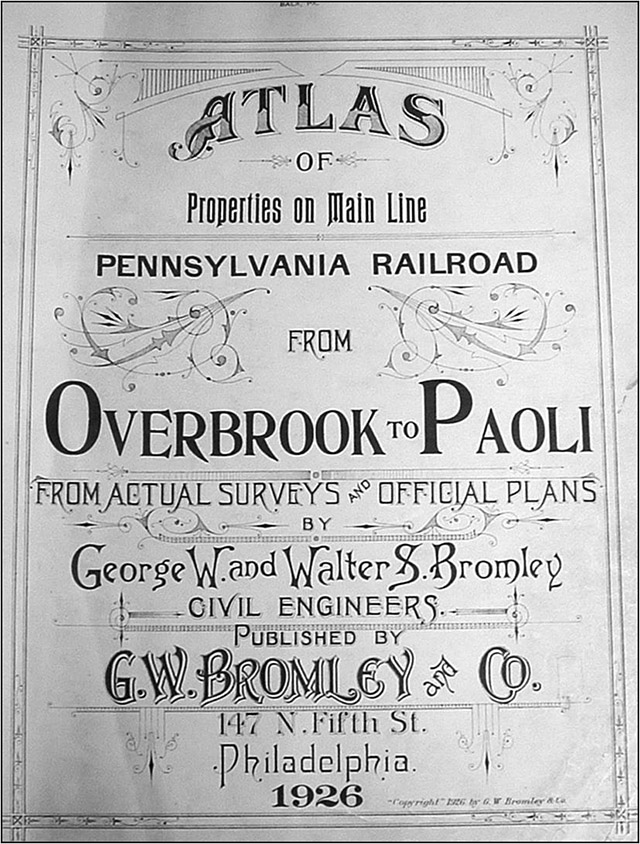 ATLAS
OF
Properties on Main Line
PENNSYLVANIA RAILROAD
FROM
OVERBROOK TO PAOLI
FROM ACTUAL SURVEYS AND OFFICIAL PLANS
BY
George W. and Walter S. Bromley
CIVIL ENGINEERS.
PUBLISHED BY
G.W. BROMLEY and Co.
147 N. Fifth St.
Philadelphia.
1926
"Copyright" 1926 by G. W. Bromley & Co.